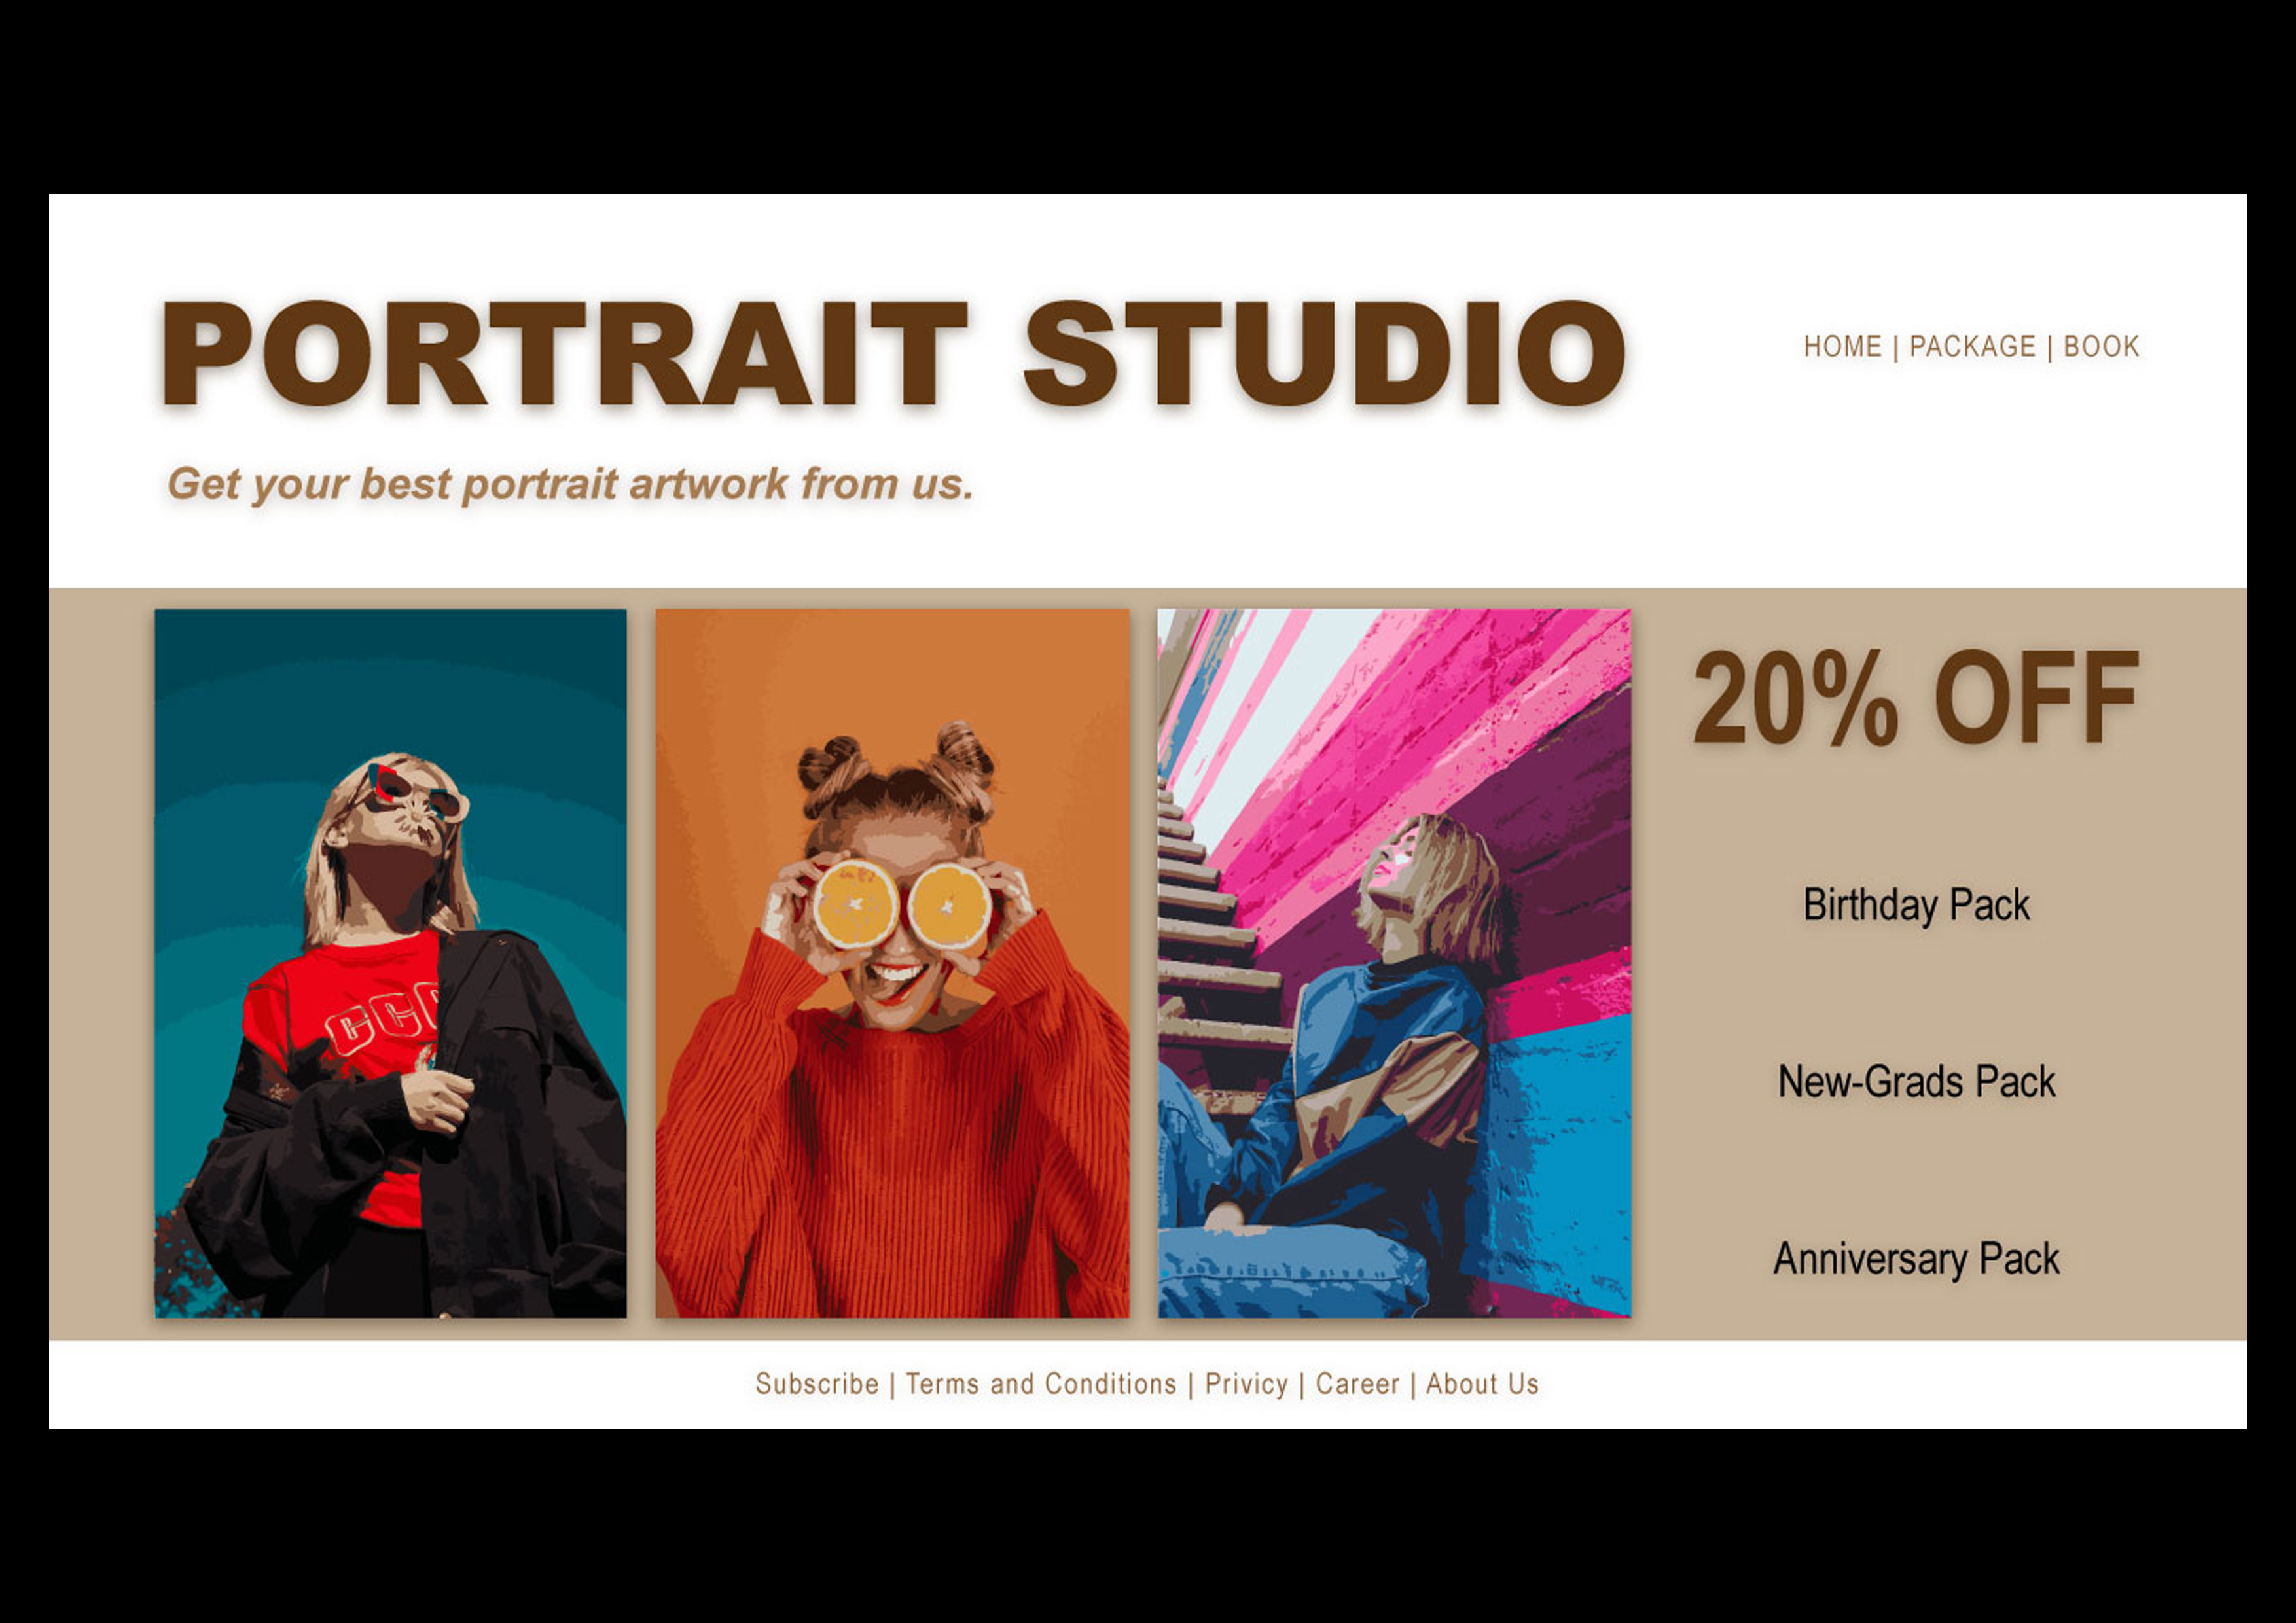 PORTRAIT STUDIO
HOME | PACKAGE | BOOK
Get your best portrait artwork from us.
20% OFF
Birthday Pack
New-Grads Pack
Anniversary Pack
Subscribe | Terms and Conditions | Privicy | Career | About Us